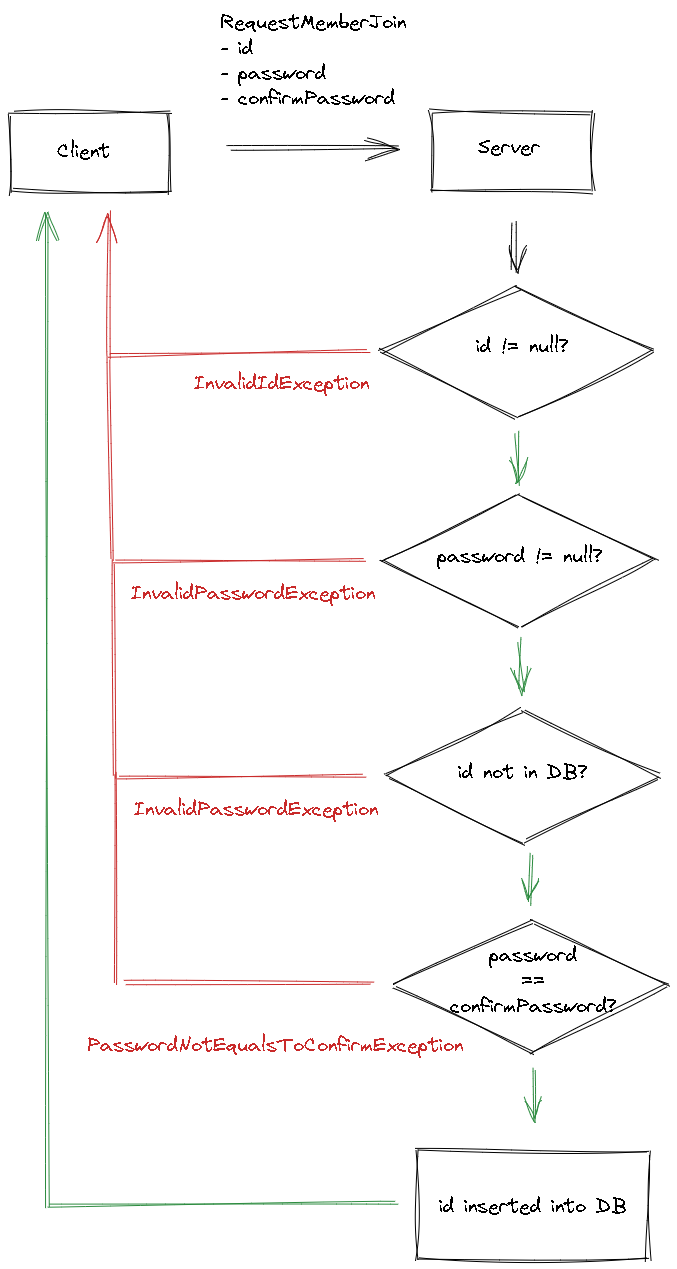 RequestMemberJoin
- id
- password
- confirmPassword
Client
Server
id != null?
InvalidIdException
password != null?
InvalidPasswordException
id not in DB?
InvalidPasswordException
password
==
confirmPassword?
PasswordNotEqualsToConfirmException
id inserted into DB